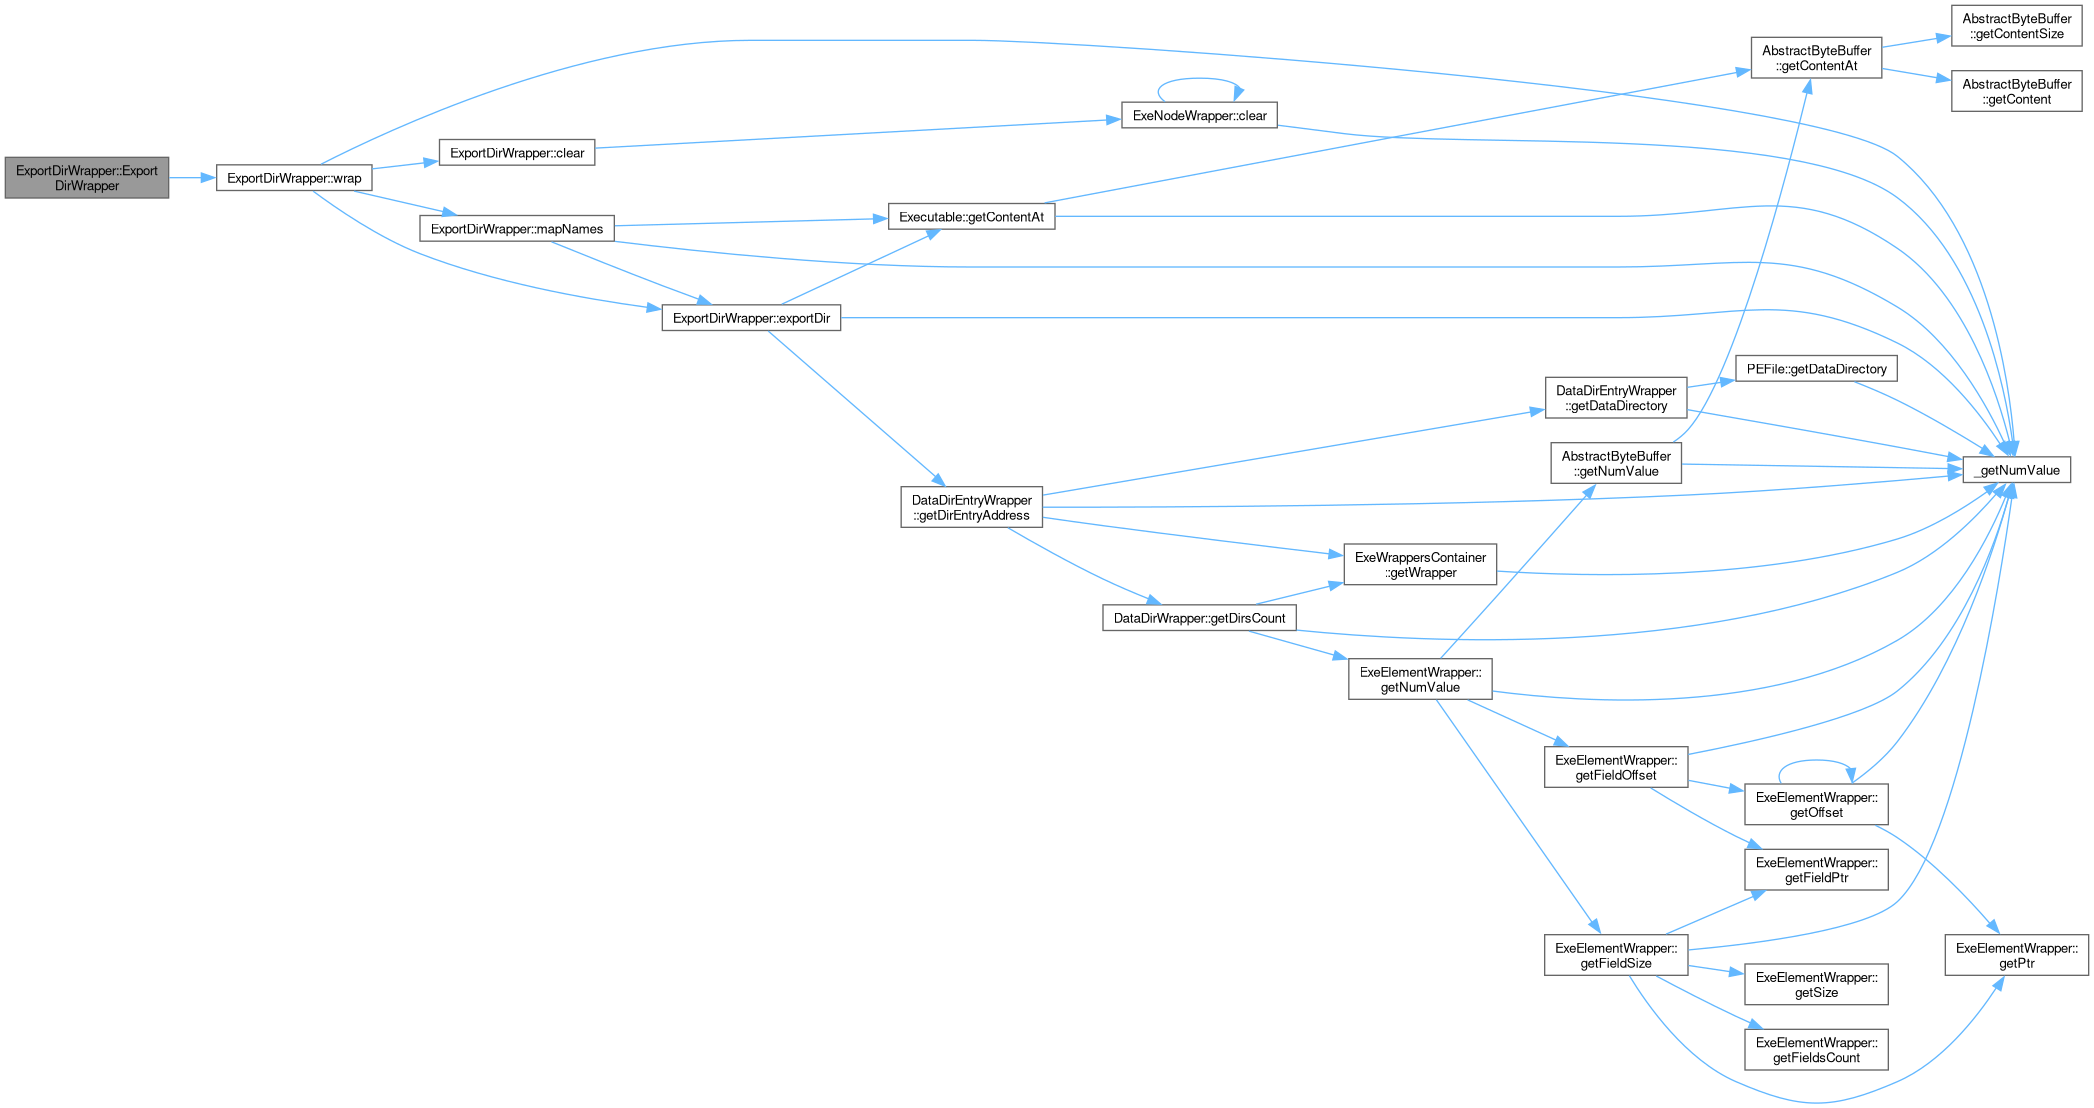 ExportDirWrapper::Export
DirWrapper
ExportDirWrapper::wrap
ExportDirWrapper::clear
ExportDirWrapper::mapNames
ExportDirWrapper::exportDir
Executable::getContentAt
ExeNodeWrapper::clear
DataDirEntryWrapper
::getDirEntryAddress
DataDirWrapper::getDirsCount
ExeWrappersContainer
::getWrapper
ExeElementWrapper::
getNumValue
DataDirEntryWrapper
::getDataDirectory
AbstractByteBuffer
::getNumValue
ExeElementWrapper::
getFieldOffset
ExeElementWrapper::
getFieldSize
AbstractByteBuffer
::getContentAt
PEFile::getDataDirectory
ExeElementWrapper::
getOffset
ExeElementWrapper::
getFieldPtr
ExeElementWrapper::
getSize
ExeElementWrapper::
getFieldsCount
AbstractByteBuffer
::getContentSize
AbstractByteBuffer
::getContent
_getNumValue
ExeElementWrapper::
getPtr